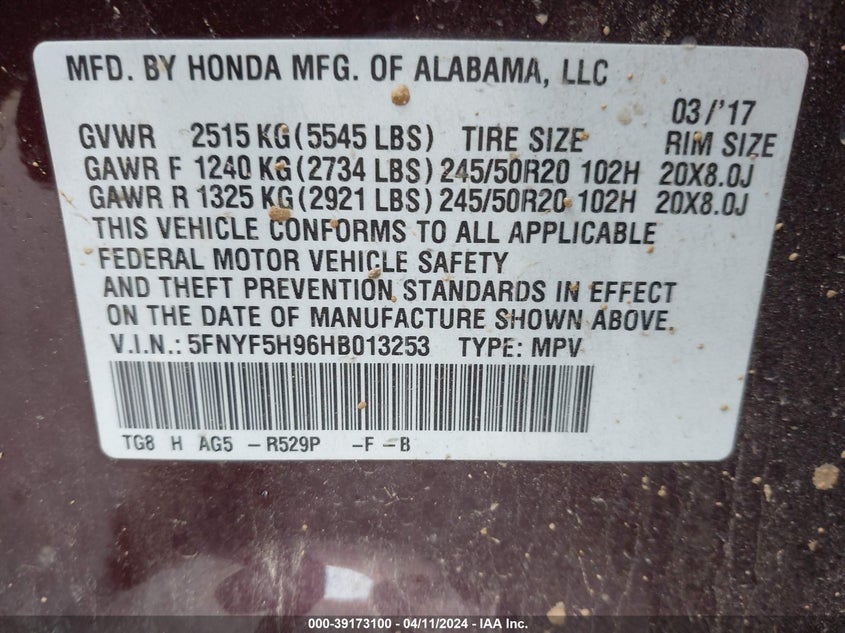 MFD. BY HONDA MFG. OF ALABAMA, LLC
03/'17
GVWR 2515 KG (5545 LBS) TIRE SIZE RIM SIZE
GAWR F 1240 KG (2734 LBS) 245/50R20 102H 20X8.0J
GAWR R 1325 KG (2921 LBS) 245/50R20 102H 20X8.0J
THIS VEHICLE CONFORMS TO ALL APPLICABLE
FEDERAL MOTOR VEHICLE SAFETY
AND THEFT PREVENTION STANDARDS IN EFFECT
ON THE DATE OF MANUFACTURE SHOWN ABOVE.
V.I.N.: 5FNYF5H96HB013253 TYPE: MPV
TG8 H AG5 -R529P -F -B
000-39173100 - 04/11/2024 - IAA Inc.